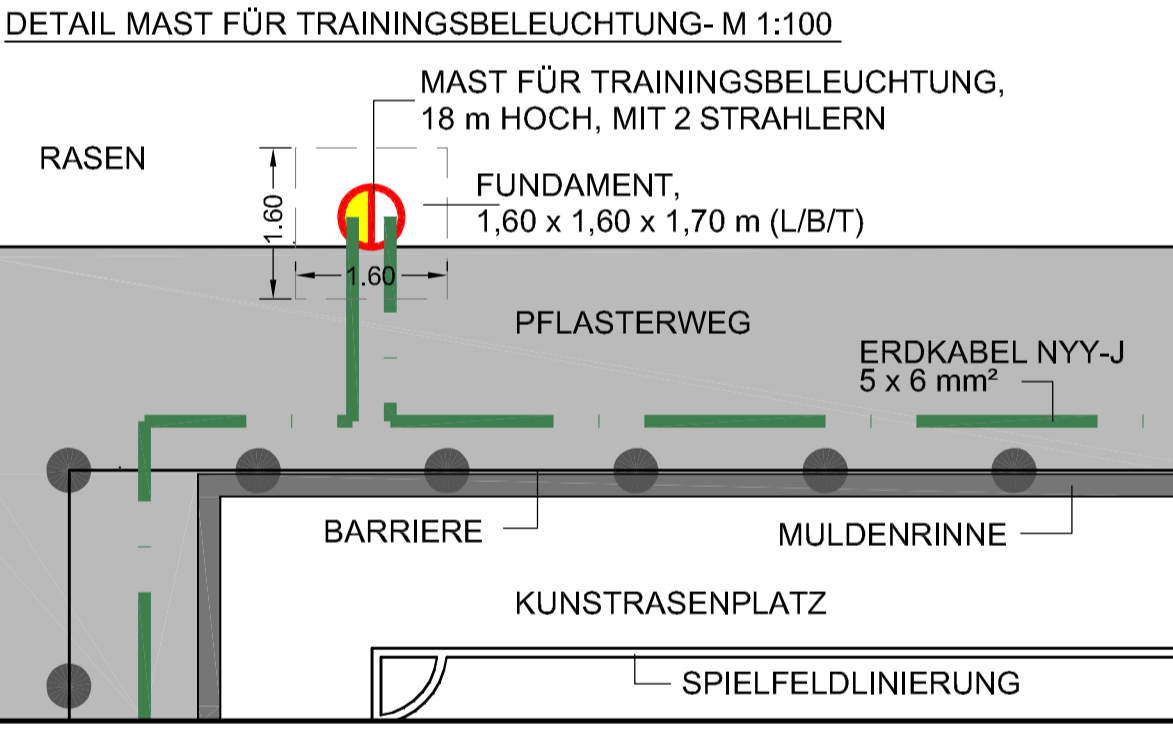 DETAIL MAST FÜR TRAININGSBELEUCHTUNG- M 1:100
MAST FÜR TRAININGSBELEUCHTUNG,
18 m HOCH, MIT 2 STRAHLERN
RASEN
FUNDAMENT,
1,60 x 1,60 x 1,70 m (L/B/T)
1.60
1.60
PFLASTERWEG
ERDKABEL NYY-J
5 x 6 mm²
BARRIERE
MULDENRINNE
KUNSTRASENPLATZ
SPIELFELDLINIERUNG